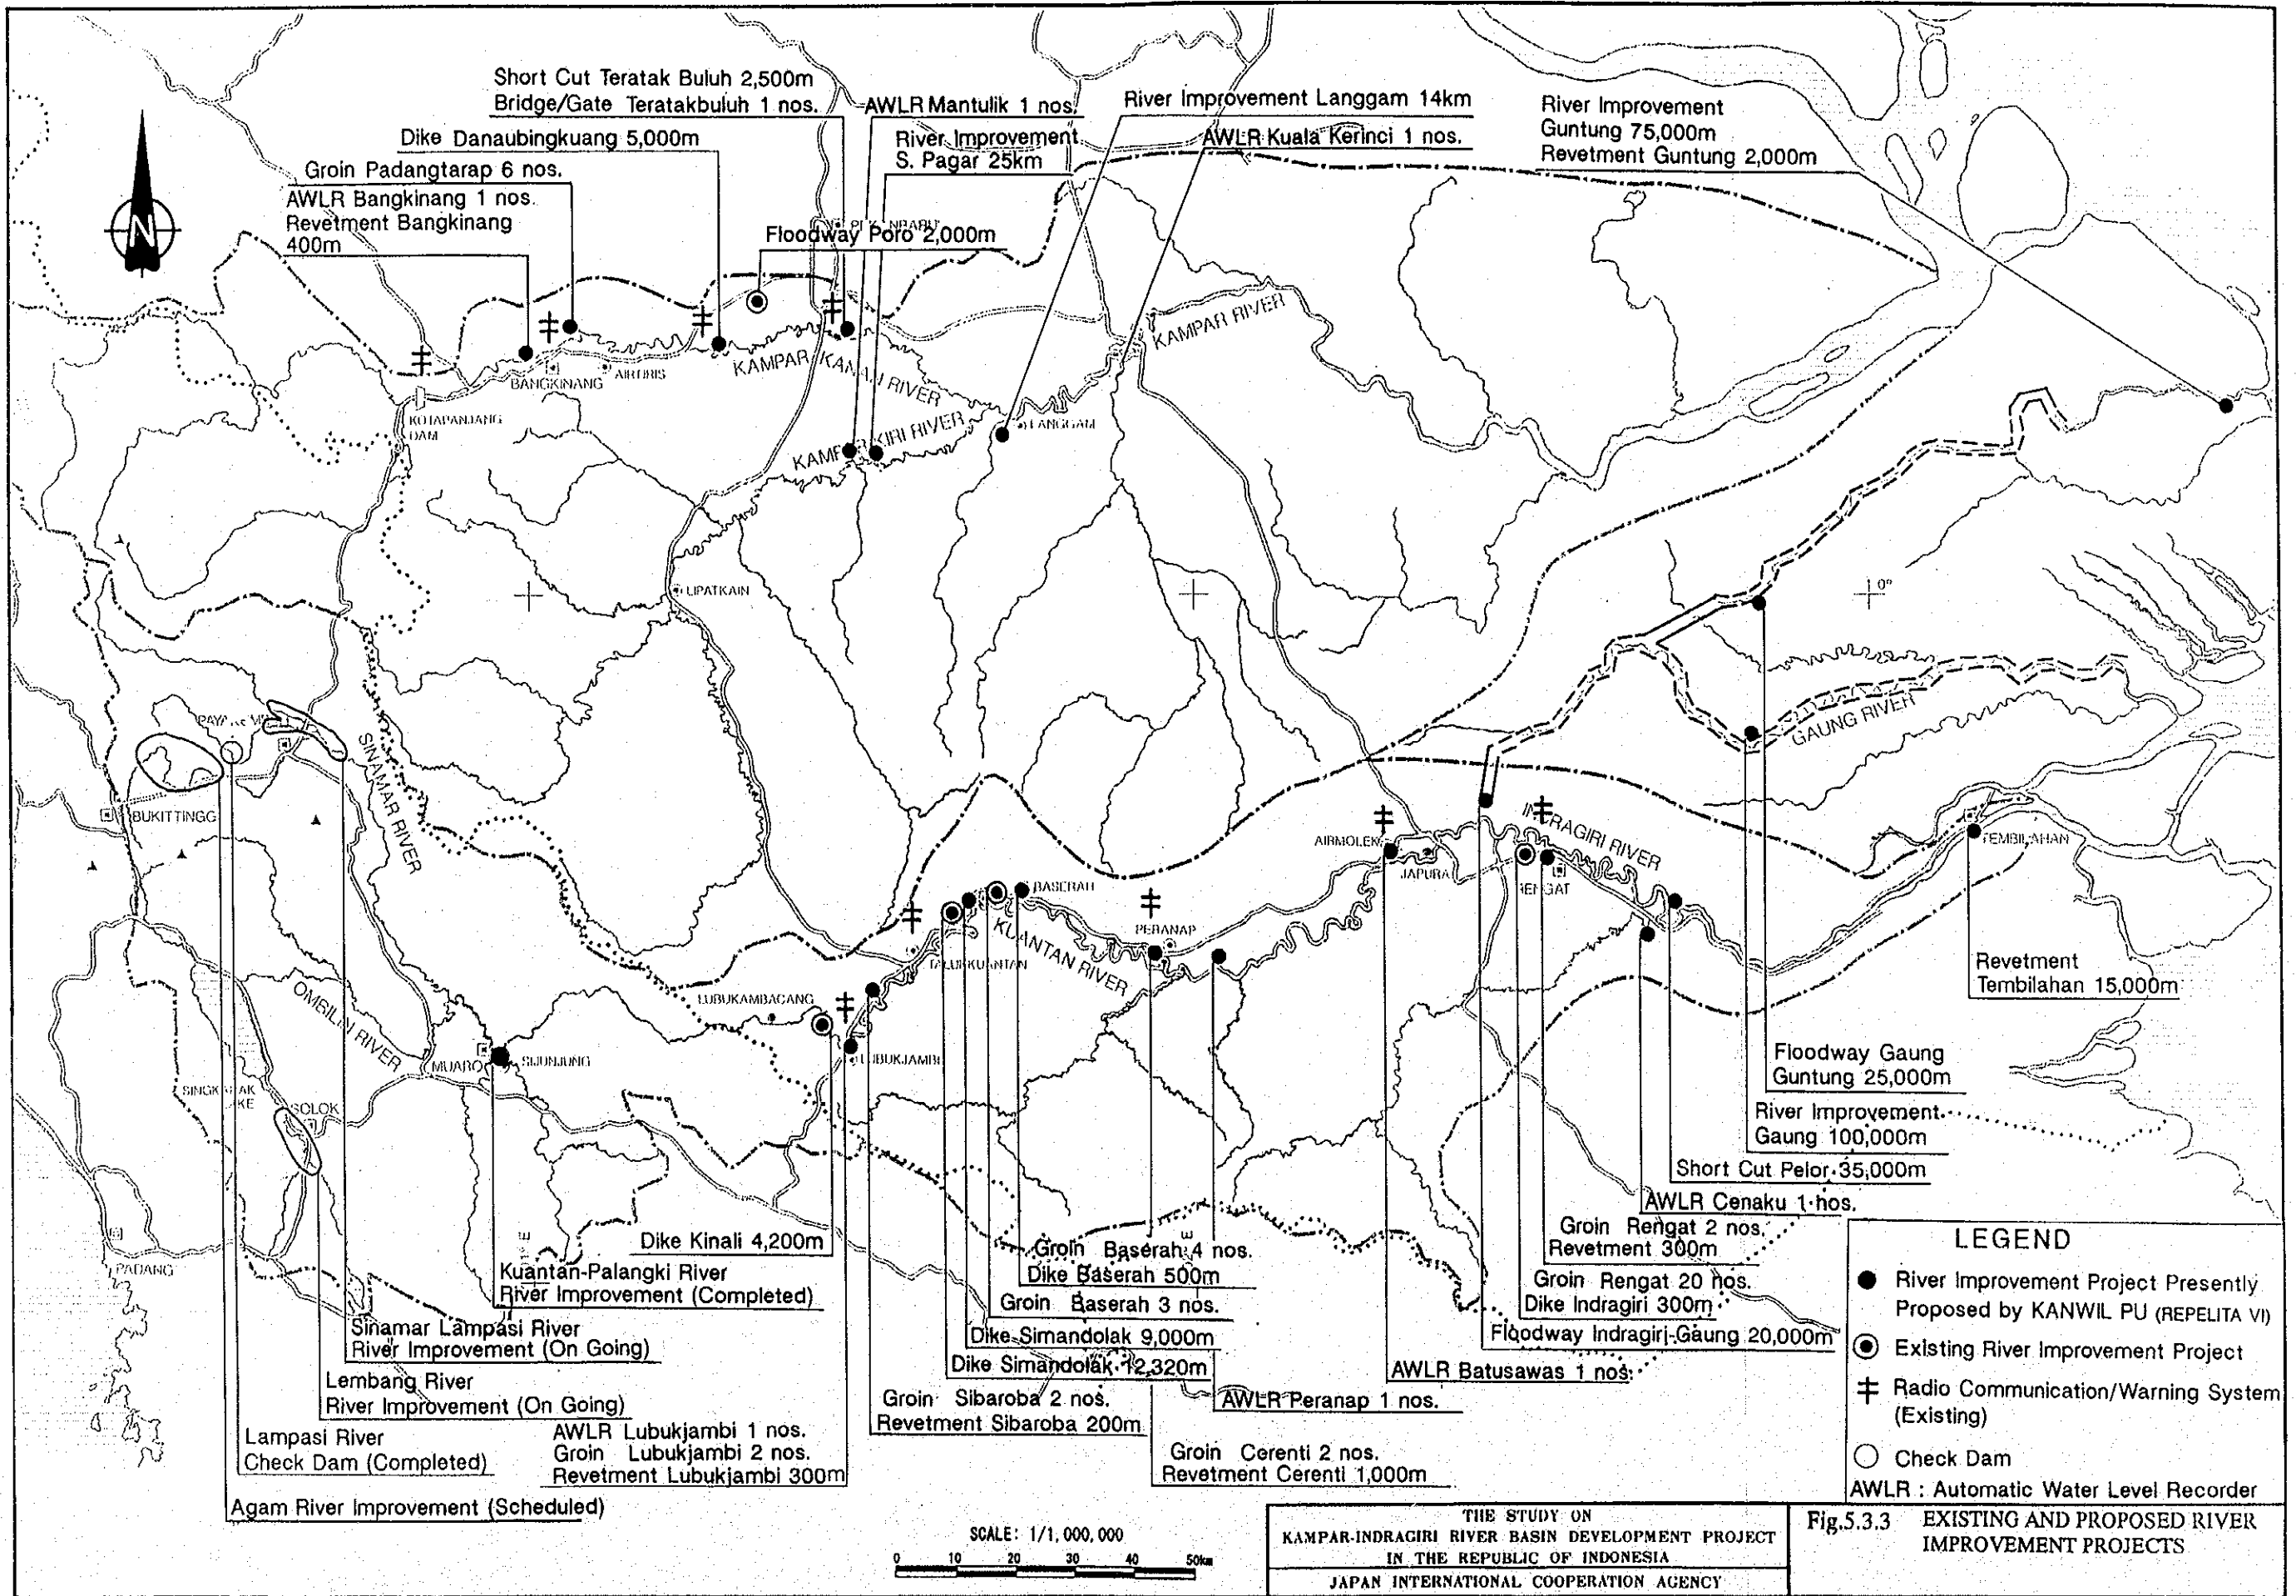 Short Cut Teratak Buluh 2,500m
Bridge/Gate Teratakbuluh 1 nos.
AWLR Mantulik 1 nos.
River Improvement Langgam 14km
River Improvement
Guntung 75,000m
Revetment Guntung 2,000m
Dike Danaubingkuang 5,000m
River Improvement
S. Pagar 25km
AWLR Kuala Kerinci 1 nos.
Groin Padangtarap 6 nos.
AWLR Bangkinang 1 nos.
Revetment Bangkinang
400m
N
Floodway Poro 2,000m
KAMPAR RIVER
KAMPAR KANAN RIVER
BANGKINANG
AIRTIRIS
KOTAPANJANG
DAM
KAMPAR KIRI RIVER
LANGGAM
LIPATKAIN
0°
GAUNG RIVER
SINAMAR RIVER
BUKITTINGG
INDRAGIRI RIVER
AIRMOLEK
JAPURA
RENGAT
TEMBILAHAN
BASERAH
KUANTAN RIVER
PERANAP
TALUKKUANTAN
LUBUKAMBACANG
LUBUKJAMBI
OMBILIN RIVER
MUARO
SIJUNJUNG
SOLOK
PADANG
Revetment
Tembilahan 15,000m
Floodway Gaung
Guntung 25,000m
River Improvement
Gaung 100,000m
Short Cut Pelor 35,000m
AWLR Cenaku 1 nos.
Groin Rengat 2 nos.
Revetment 300m
Groin Rengat 20 nos.
Dike Indragiri 300m
Floodway Indragiri-Gaung 20,000m
AWLR Batusawas 1 nos.
Dike Kinali 4,200m
Groin Baserah 4 nos.
Dike Baserah 500m
Groin Baserah 3 nos.
Dike Simandolak 9,000m
Dike Simandolak 12,320m
AWLR Peranap 1 nos.
Groin Sibaroba 2 nos.
Revetment Sibaroba 200m
Groin Cerenti 2 nos.
Revetment Cerenti 1,000m
Kuantan-Palangki River
River Improvement (Completed)
Sinamar Lampasi River
River Improvement (On Going)
Lembang River
River Improvement (On Going)
AWLR Lubukjambi 1 nos.
Groin Lubukjambi 2 nos.
Revetment Lubukjambi 300m
Lampasi River
Check Dam (Completed)
Agam River Improvement (Scheduled)
LEGEND
River Improvement Project Presently
Proposed by KANWIL PU (REPELITA VI)
Existing River Improvement Project
Radio Communication/Warning System
(Existing)
Check Dam
AWLR : Automatic Water Level Recorder
SCALE: 1/1,000,000
0 10 20 30 40 50km
THE STUDY ON
KAMPAR-INDRAGIRI RIVER BASIN DEVELOPMENT PROJECT
IN THE REPUBLIC OF INDONESIA
JAPAN INTERNATIONAL COOPERATION AGENCY
Fig.5.3.3 EXISTING AND PROPOSED RIVER
IMPROVEMENT PROJECTS